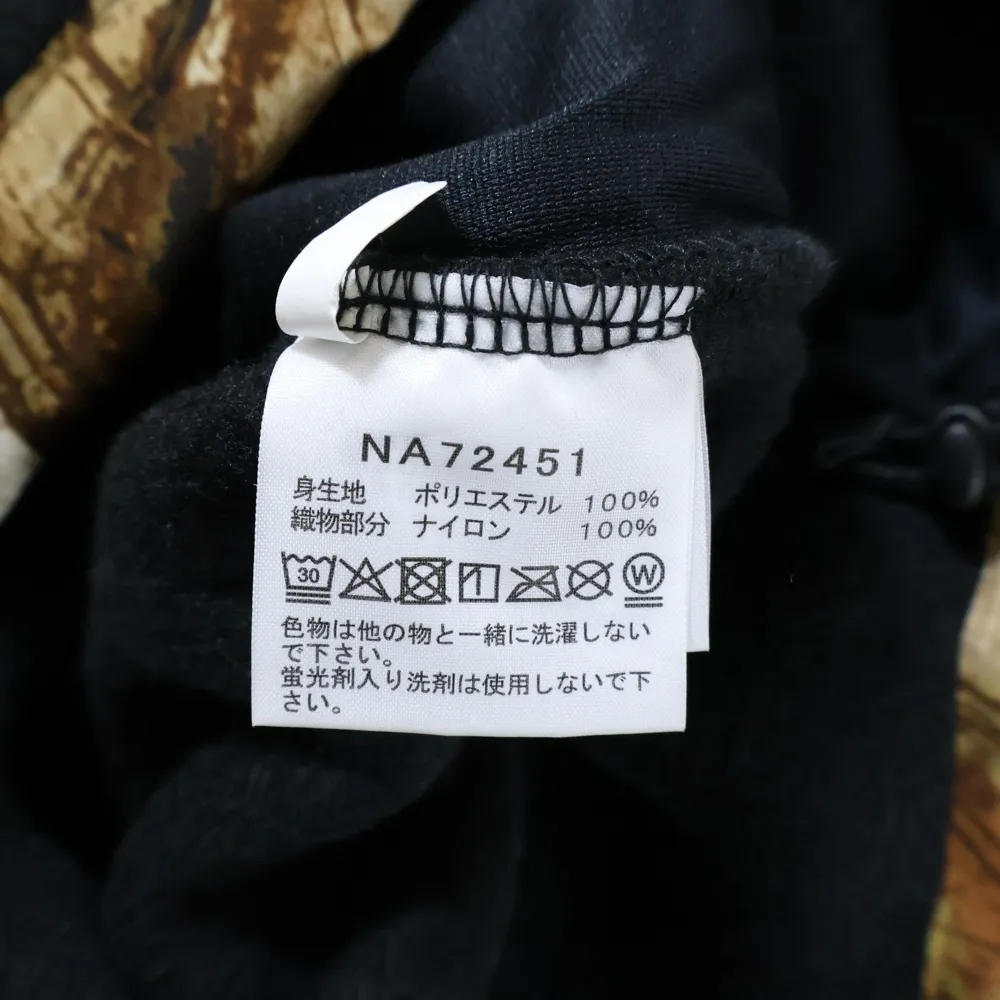 NA72451
身生地 ポリエステル 100%
織物部分 ナイロン 100%
30 W
色物は他の物と一緒に洗濯しない
で下さい。
蛍光剤入り洗剤は使用しないで下
さい。